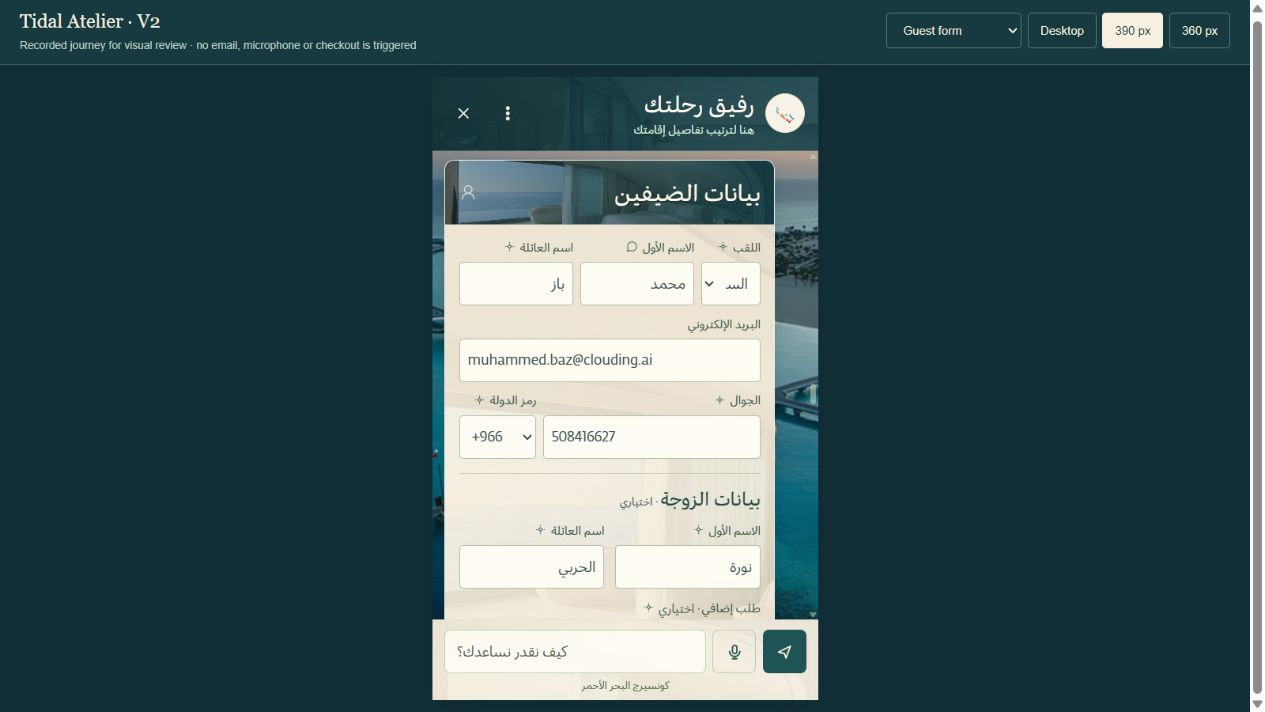 Tidal Atelier · V2
Recorded journey for visual review · no email, microphone or checkout is triggered
Guest form
Desktop
390 px
360 px
رفيق رحلتك
هنا لترتيب تفاصيل إقامتك
بيانات الضيفين
اللقب
الاسم الأول
اسم العائلة
محمد
باز
البريد الإلكتروني
muhammed.baz@clouding.ai
الجوال
رمز الدولة
508416627
+966
بيانات الزوجة · اختياري
الاسم الأول
اسم العائلة
نورة
الحربي
طلب إضافي · اختياري
كيف نقدر نساعدك؟
كونسيرج البحر الأحمر